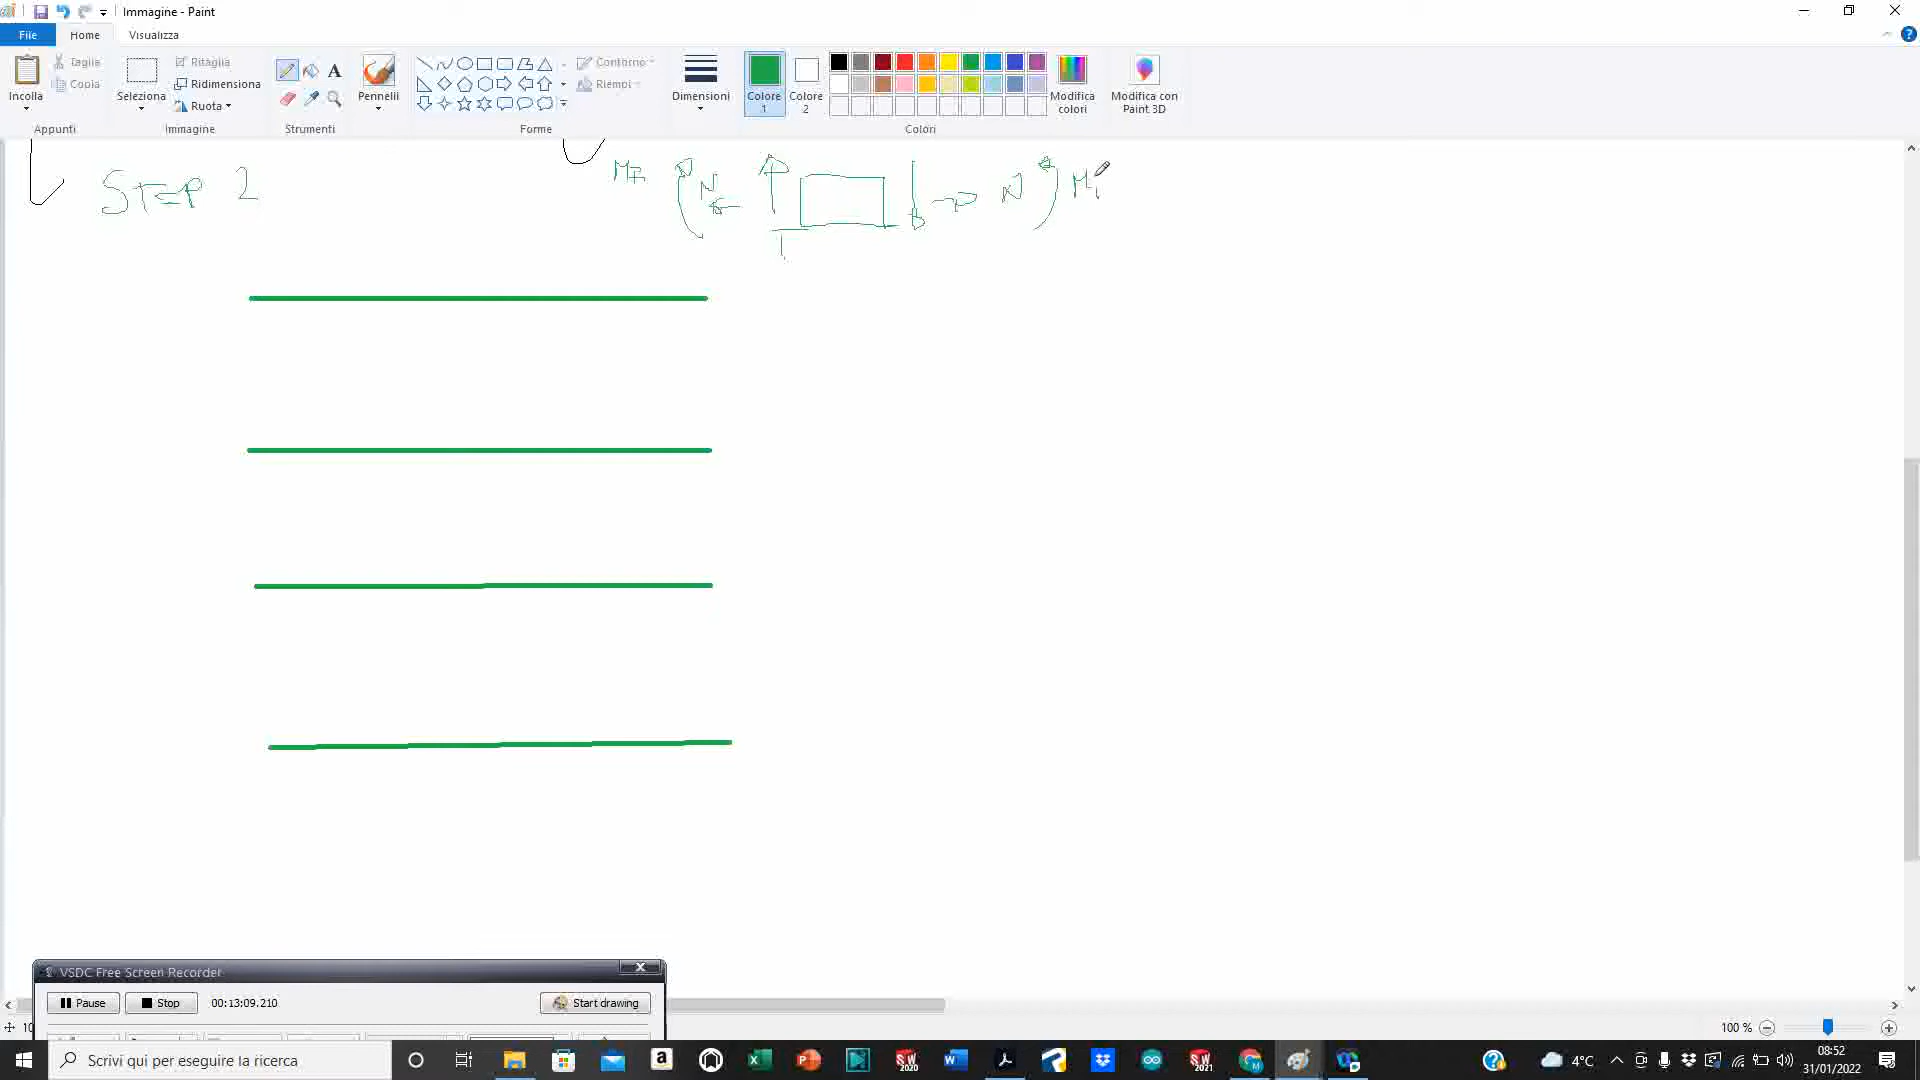 Immagine - Paint
File Home Visualizza
Incolla
Taglia
Copia
Appunti
Seleziona
Ritaglia
Ridimensiona
Ruota
Immagine
A
Strumenti
Pennelli
Contorno
Riempi
Forme
Dimensioni
Colore 1
Colore 2
Modifica colori
Modifica con Paint 3D
Colori
STEP 2
N
N
VSDC Free Screen Recorder
Pause
Stop
00:13:09.210
Start drawing
100 %
Scrivi qui per eseguire la ricerca
4°C
08:52
31/01/2022